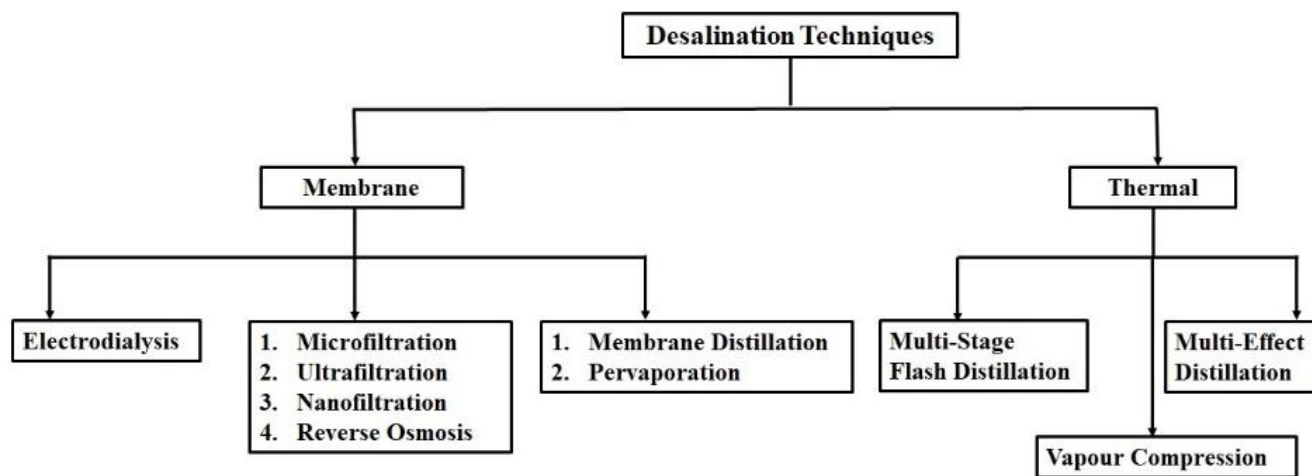 Desalination Techniques
Membrane
Thermal
Electrodialysis
1. Microfiltration
2. Ultrafiltration
3. Nanofiltration
4. Reverse Osmosis
1. Membrane Distillation
2. Pervaporation
Multi-Stage
Flash Distillation
Multi-Effect
Distillation
Vapour Compression